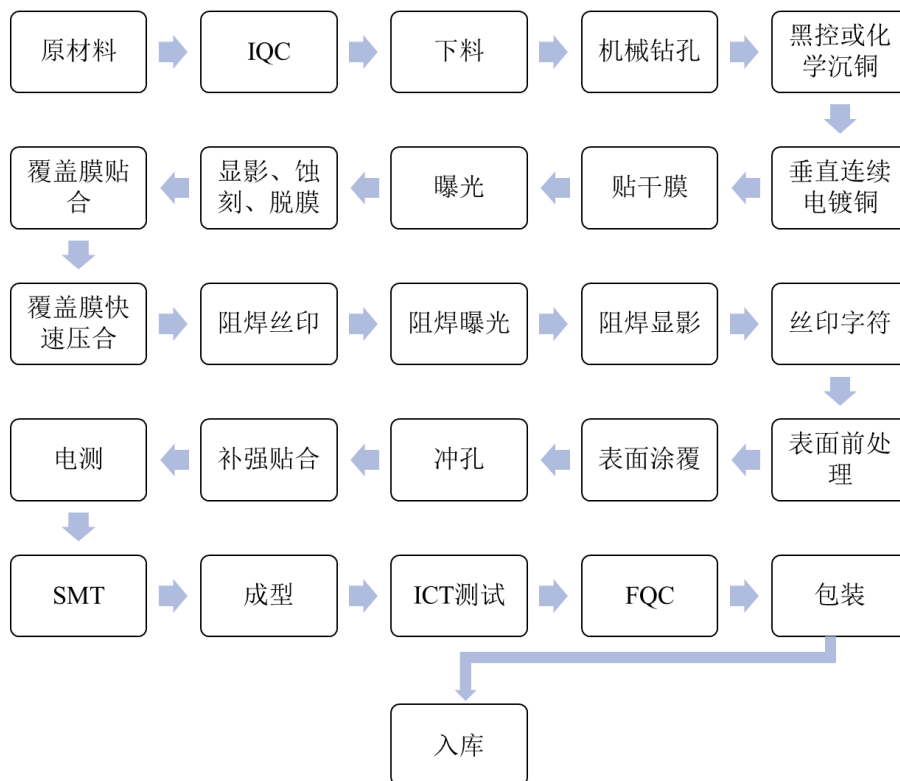 原材料
IQC
下料
机械钻孔
黑控或化
学沉铜
垂直连续
电镀铜
贴干膜
曝光
显影、蚀
刻、脱膜
覆盖膜贴
合
覆盖膜快
速压合
阻焊丝印
阻焊曝光
阻焊显影
丝印字符
表面前处
理
表面涂覆
冲孔
补强贴合
电测
SMT
成型
ICT测试
FQC
包装
入库